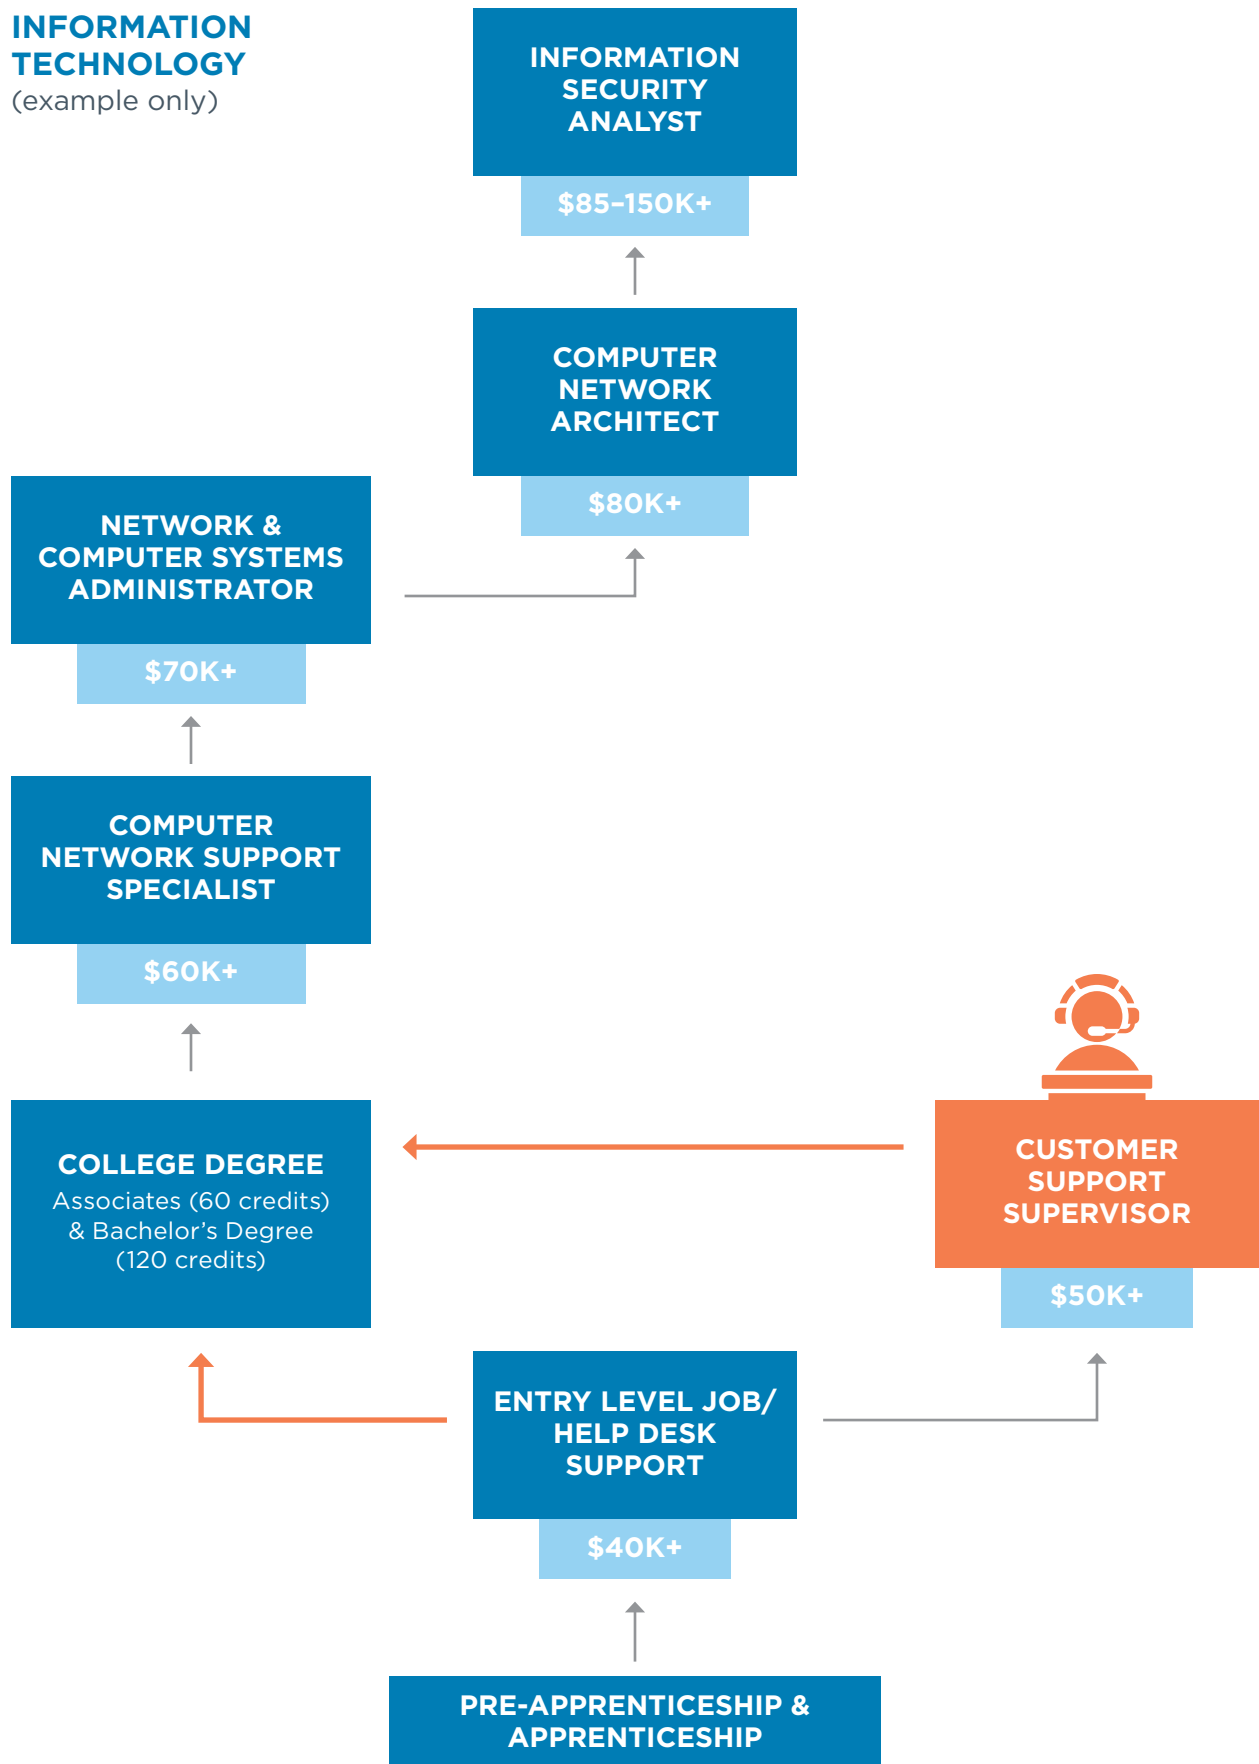 INFORMATION
TECHNOLOGY
(example only)
INFORMATION
SECURITY
ANALYST
$85–150K+
COMPUTER
NETWORK
ARCHITECT
$80K+
NETWORK &
COMPUTER SYSTEMS
ADMINISTRATOR
$70K+
COMPUTER
NETWORK SUPPORT
SPECIALIST
$60K+
COLLEGE DEGREE
Associates (60 credits)
& Bachelor’s Degree
(120 credits)
CUSTOMER
SUPPORT
SUPERVISOR
$50K+
ENTRY LEVEL JOB/
HELP DESK
SUPPORT
$40K+
PRE-APPRENTICESHIP &
APPRENTICESHIP